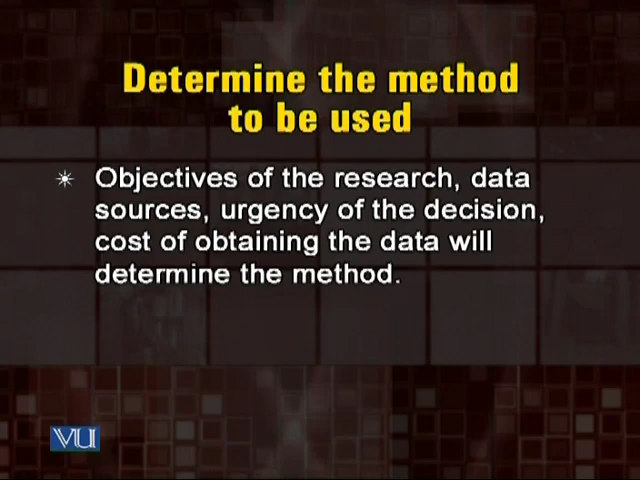 Determine the method
to be used
Objectives of the research, data
sources, urgency of the decision,
cost of obtaining the data will
determine the method.
VU